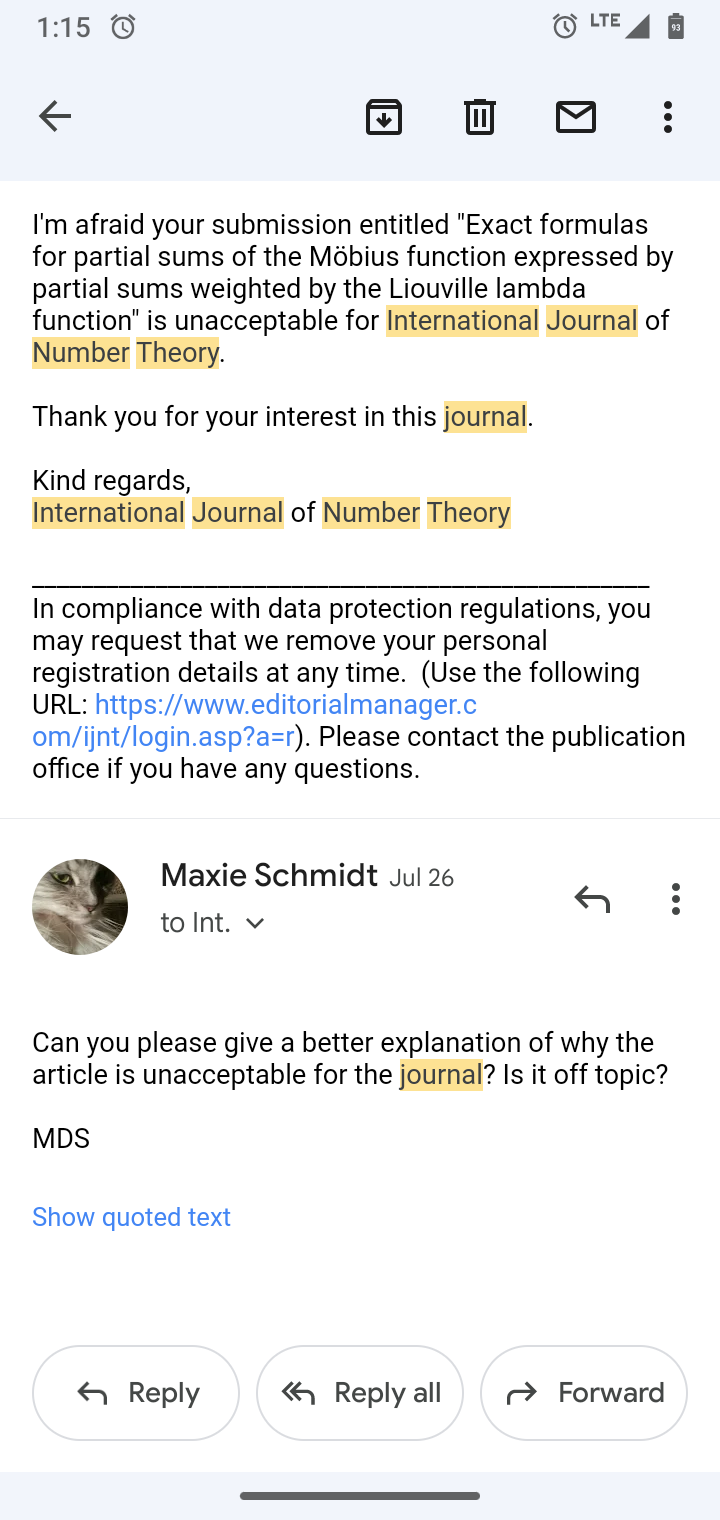 1:15
LTE
93
I'm afraid your submission entitled "Exact formulas
for partial sums of the Möbius function expressed by
partial sums weighted by the Liouville lambda
function" is unacceptable for International Journal of
Number Theory.
Thank you for your interest in this journal.
Kind regards,
International Journal of Number Theory
__________________________________________________
In compliance with data protection regulations, you
may request that we remove your personal
registration details at any time.  (Use the following
URL: https://www.editorialmanager.c
om/ijnt/login.asp?a=r). Please contact the publication
office if you have any questions.
Maxie Schmidt Jul 26
to Int.
Can you please give a better explanation of why the
article is unacceptable for the journal? Is it off topic?
MDS
Show quoted text
Reply
Reply all
Forward